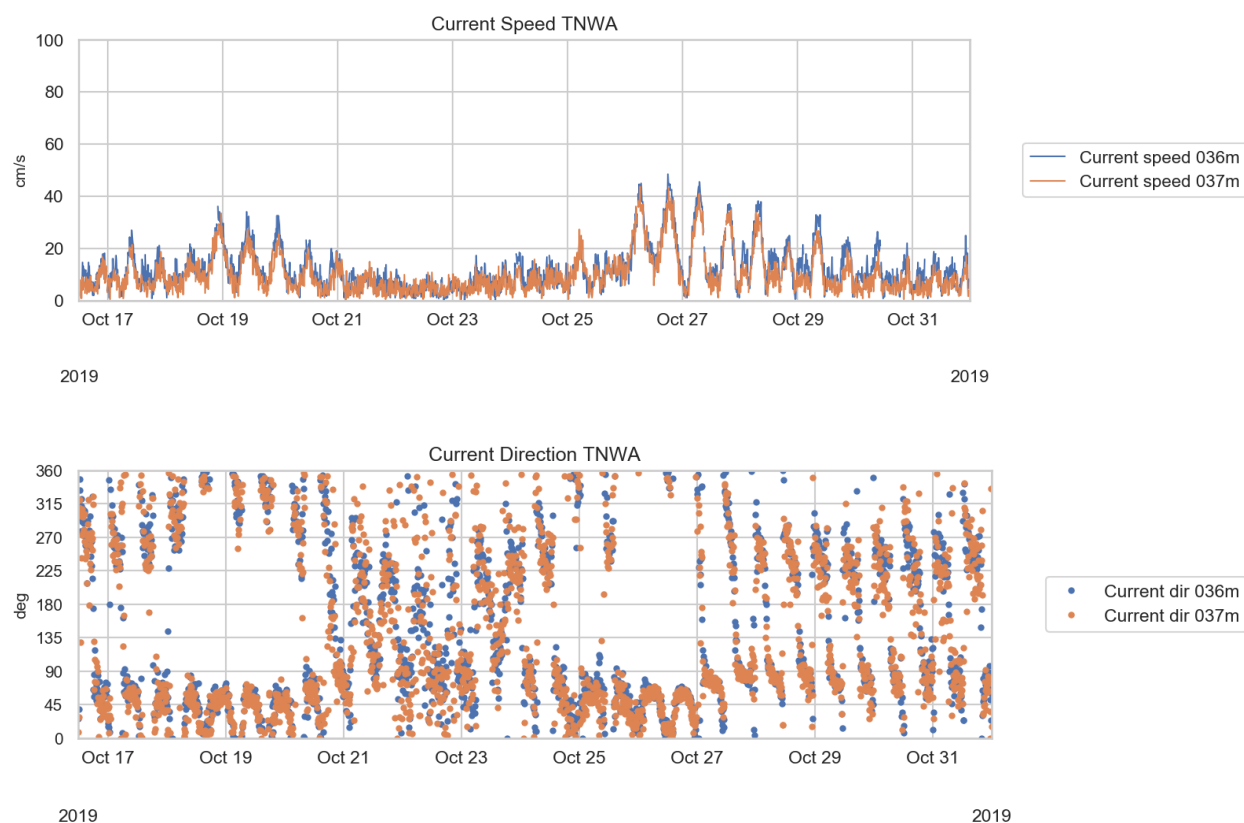 Current Speed TNWA
100
80
60
40
20
0
cm/s
Oct 17 Oct 19 Oct 21 Oct 23 Oct 25 Oct 27 Oct 29 Oct 31
2019 2019
Current speed 036m
Current speed 037m
Current Direction TNWA
360
315
270
225
180
135
90
45
0
deg
Oct 17 Oct 19 Oct 21 Oct 23 Oct 25 Oct 27 Oct 29 Oct 31
2019 2019
Current dir 036m
Current dir 037m